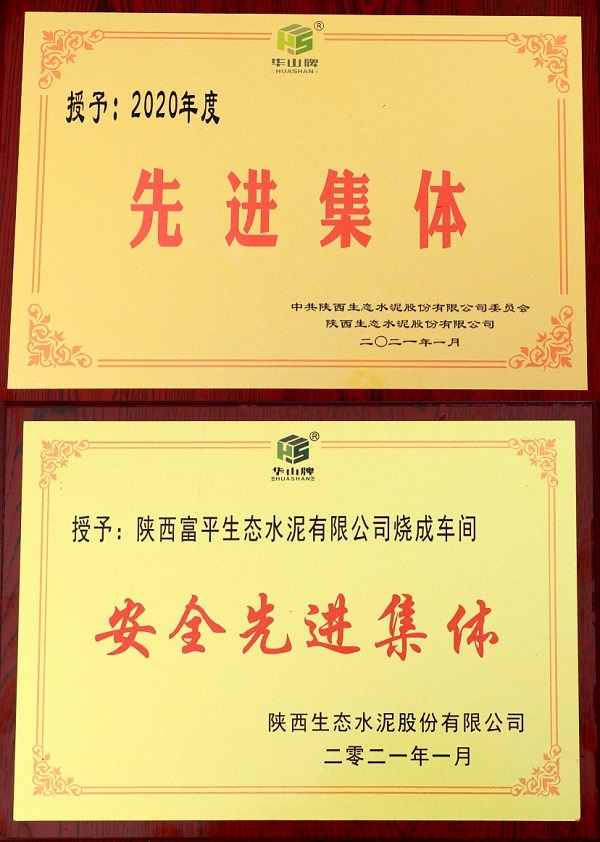 HS®
华山牌
HUASHAN
授予：2020年度
先进集体
中共陕西生态水泥股份有限公司委员会
陕西生态水泥股份有限公司
二〇二一年一月
HS®
华山牌
HUASHAN
授予：陕西富平生态水泥有限公司烧成车间
安全先进集体
陕西生态水泥股份有限公司
二零二一年一月